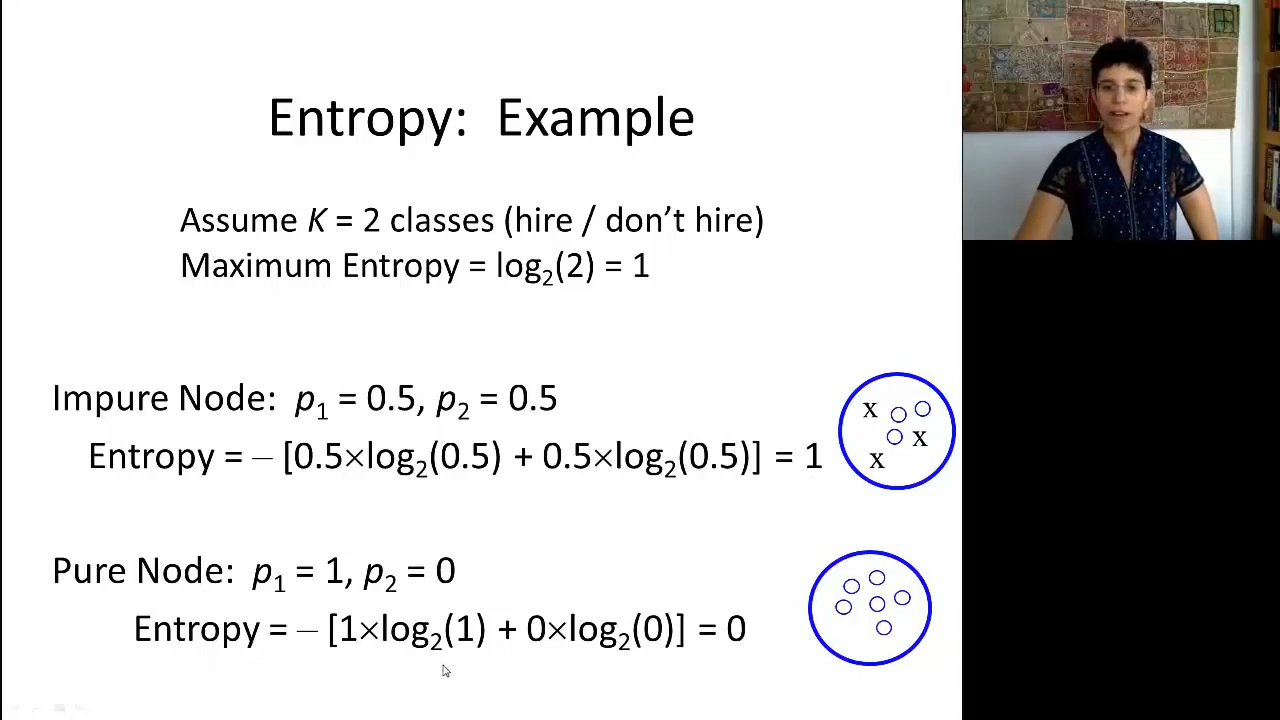 Entropy: Example
Assume K = 2 classes (hire / don’t hire)
Maximum Entropy = log₂(2) = 1
Impure Node: p₁ = 0.5, p₂ = 0.5
Entropy = – [0.5×log₂(0.5) + 0.5×log₂(0.5)] = 1
x
x
x
Pure Node: p₁ = 1, p₂ = 0
Entropy = – [1×log₂(1) + 0×log₂(0)] = 0